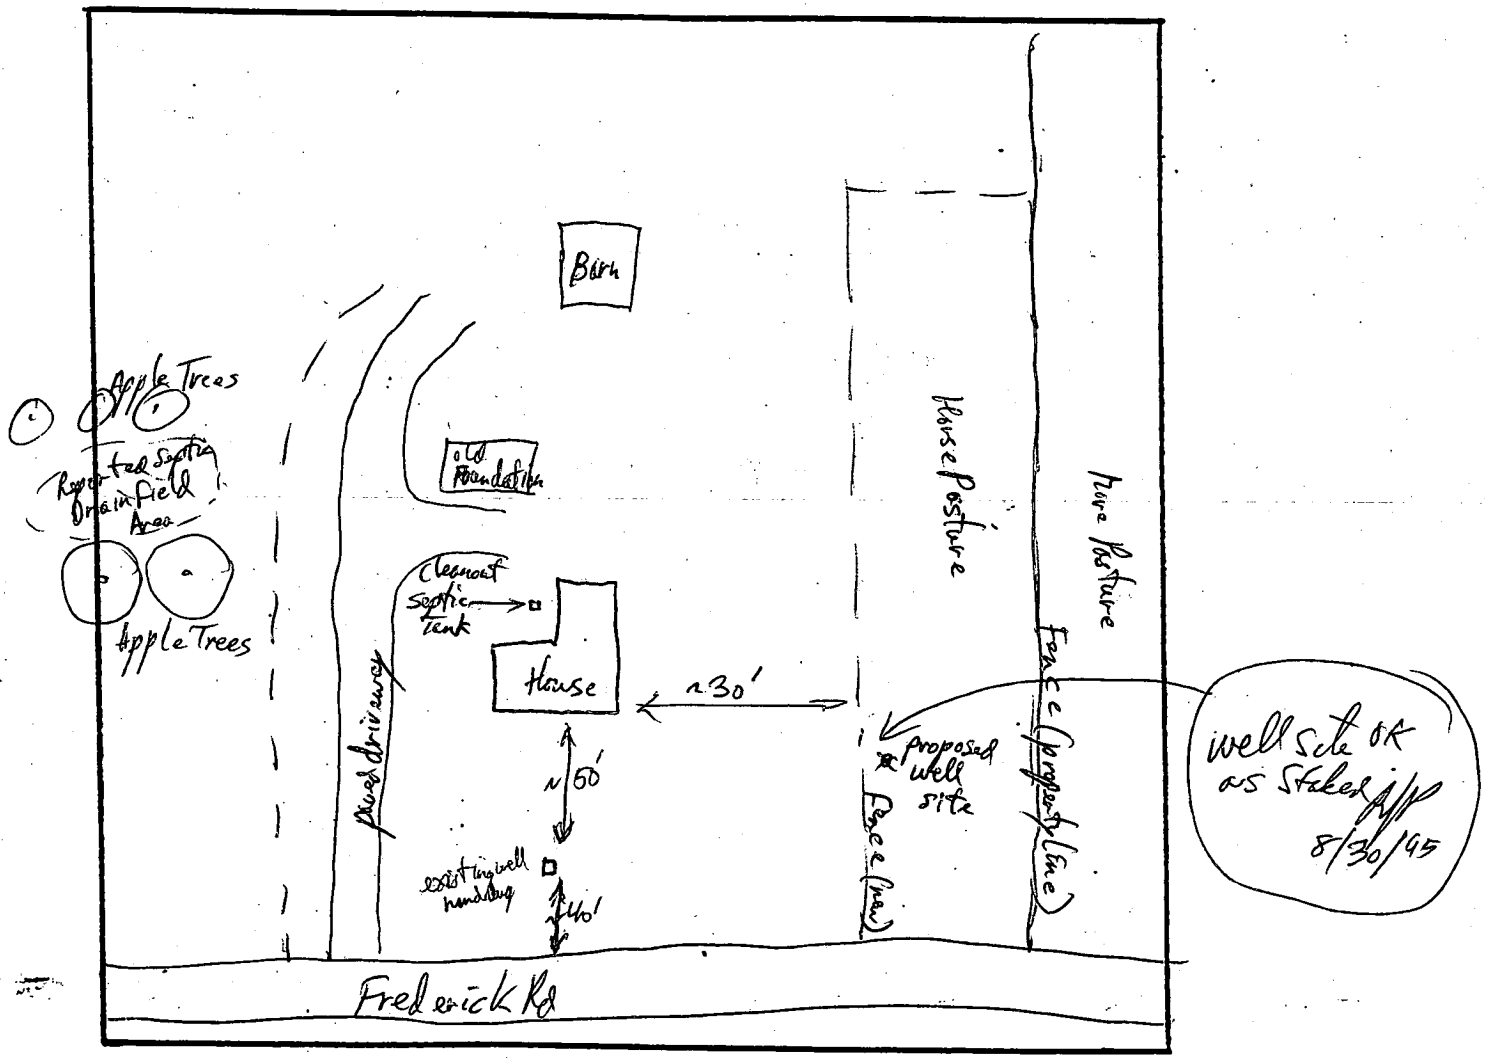 Barn
Apple Trees
old
Foundation
Reported Septic
Drainfield
Area
Apple Trees
Cleanout
Septic
Tank
House
~30'
~50'
existing well
handdug
~40'
paved driveway
Horse Pasture
More Pasture
Fence (property line)
proposed
well
site
Fence (new)
well site OK
as staked
8/30/95
Frederick Rd